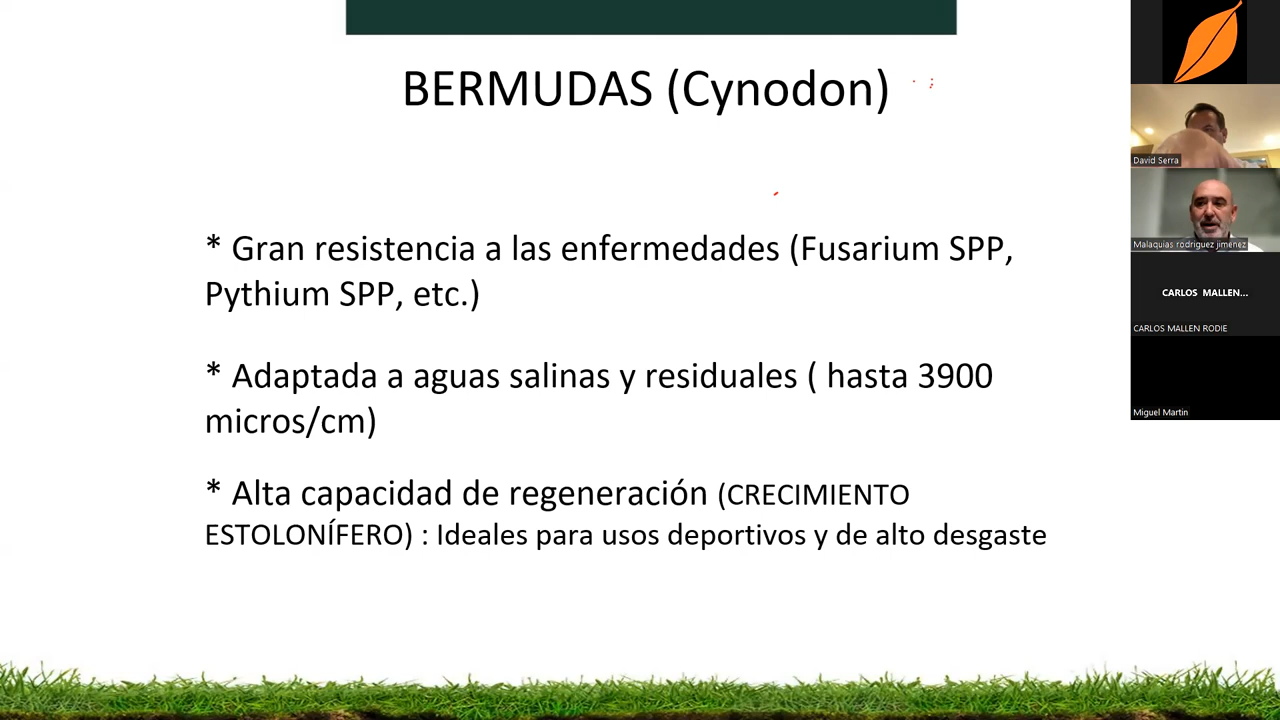 BERMUDAS (Cynodon)
* Gran resistencia a las enfermedades (Fusarium SPP,
Pythium SPP, etc.)
* Adaptada a aguas salinas y residuales ( hasta 3900
micros/cm)
* Alta capacidad de regeneración (CRECIMIENTO
ESTOLONÍFERO) : Ideales para usos deportivos y de alto desgaste
David Serra
Malaquias rodriguez jimenez
CARLOS MALLEN...
CARLOS MALLEN RODIE
Miguel Martin